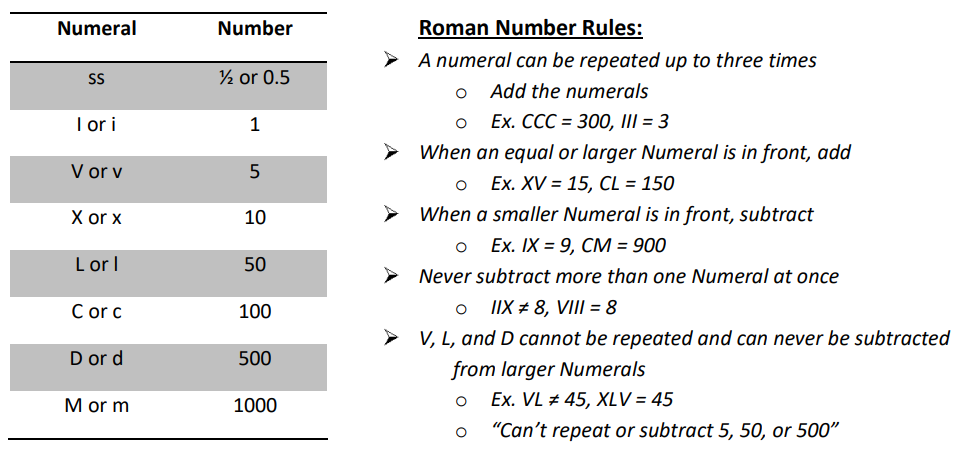 Numeral Number
ss ½ or 0.5
I or i 1
V or v 5
X or x 10
L or l 50
C or c 100
D or d 500
M or m 1000
Roman Number Rules:
➢ A numeral can be repeated up to three times
o Add the numerals
o Ex. CCC = 300, III = 3
➢ When an equal or larger Numeral is in front, add
o Ex. XV = 15, CL = 150
➢ When a smaller Numeral is in front, subtract
o Ex. IX = 9, CM = 900
➢ Never subtract more than one Numeral at once
o IIX ≠ 8, VIII = 8
➢ V, L, and D cannot be repeated and can never be subtracted
from larger Numerals
o Ex. VL ≠ 45, XLV = 45
o “Can’t repeat or subtract 5, 50, or 500”